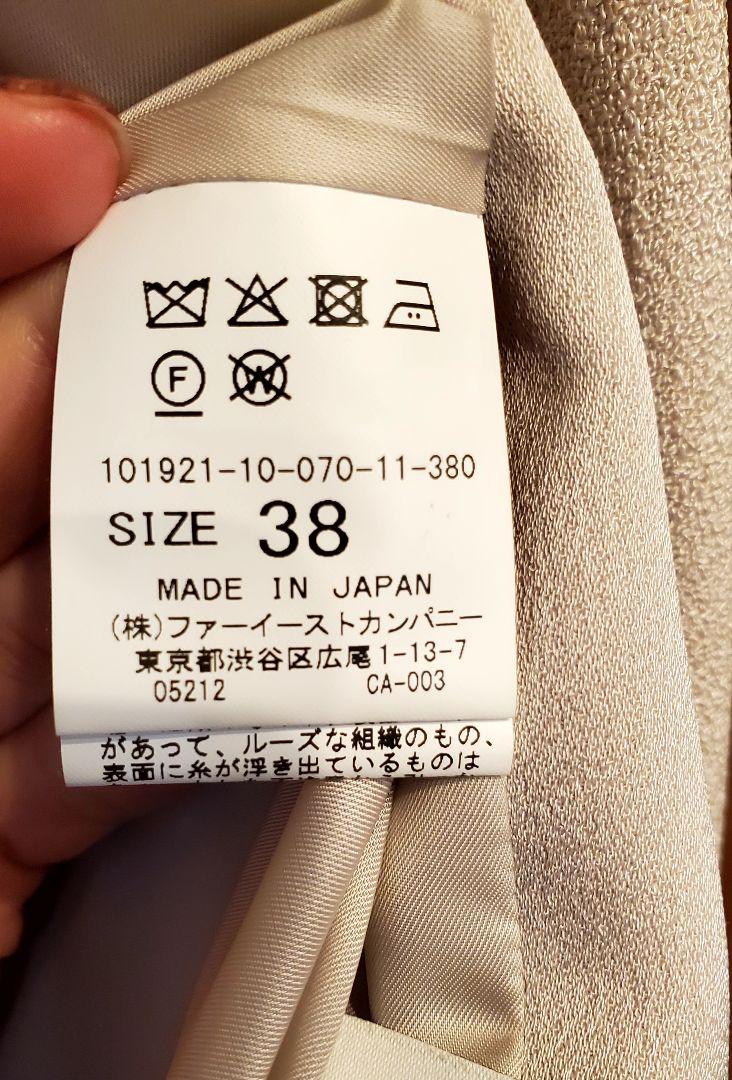 F W
101921-10-070-11-380
SIZE 38
MADE IN JAPAN
(株)ファーイーストカンパニー
東京都渋谷区広尾1-13-7
05212 CA-003
があって、ルーズな組織のもの、
表面に糸が浮き出ているものは